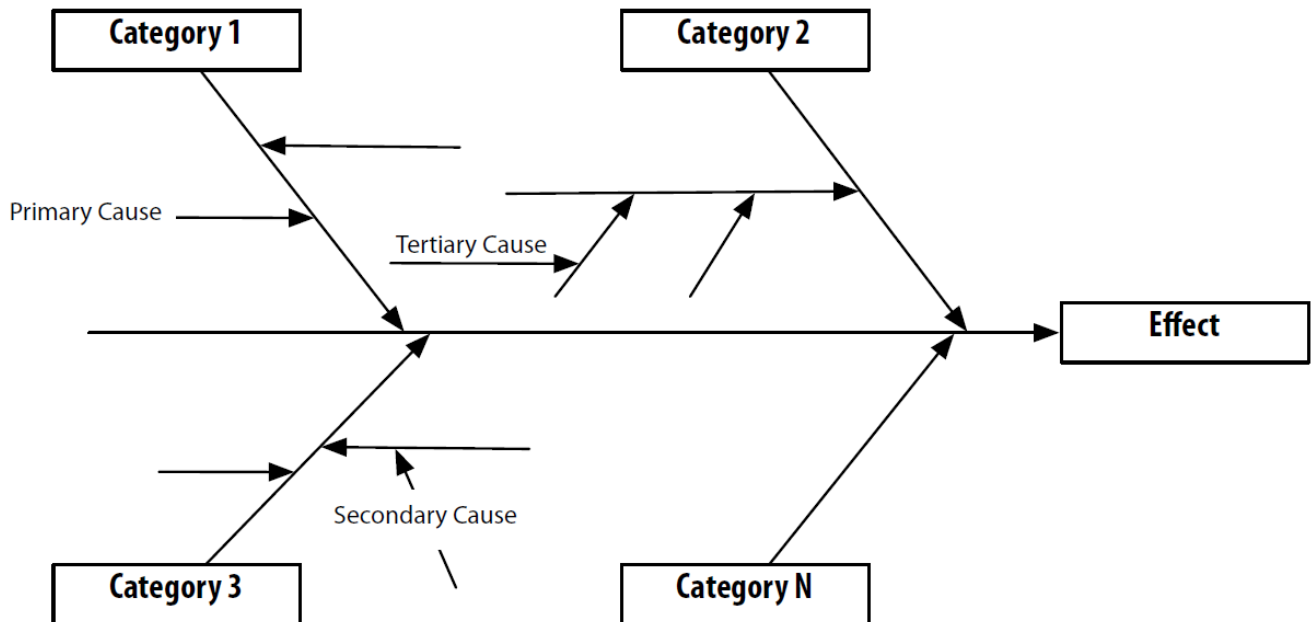 Category 1
Category 2
Primary Cause
Tertiary Cause
Effect
Secondary Cause
Category 3
Category N